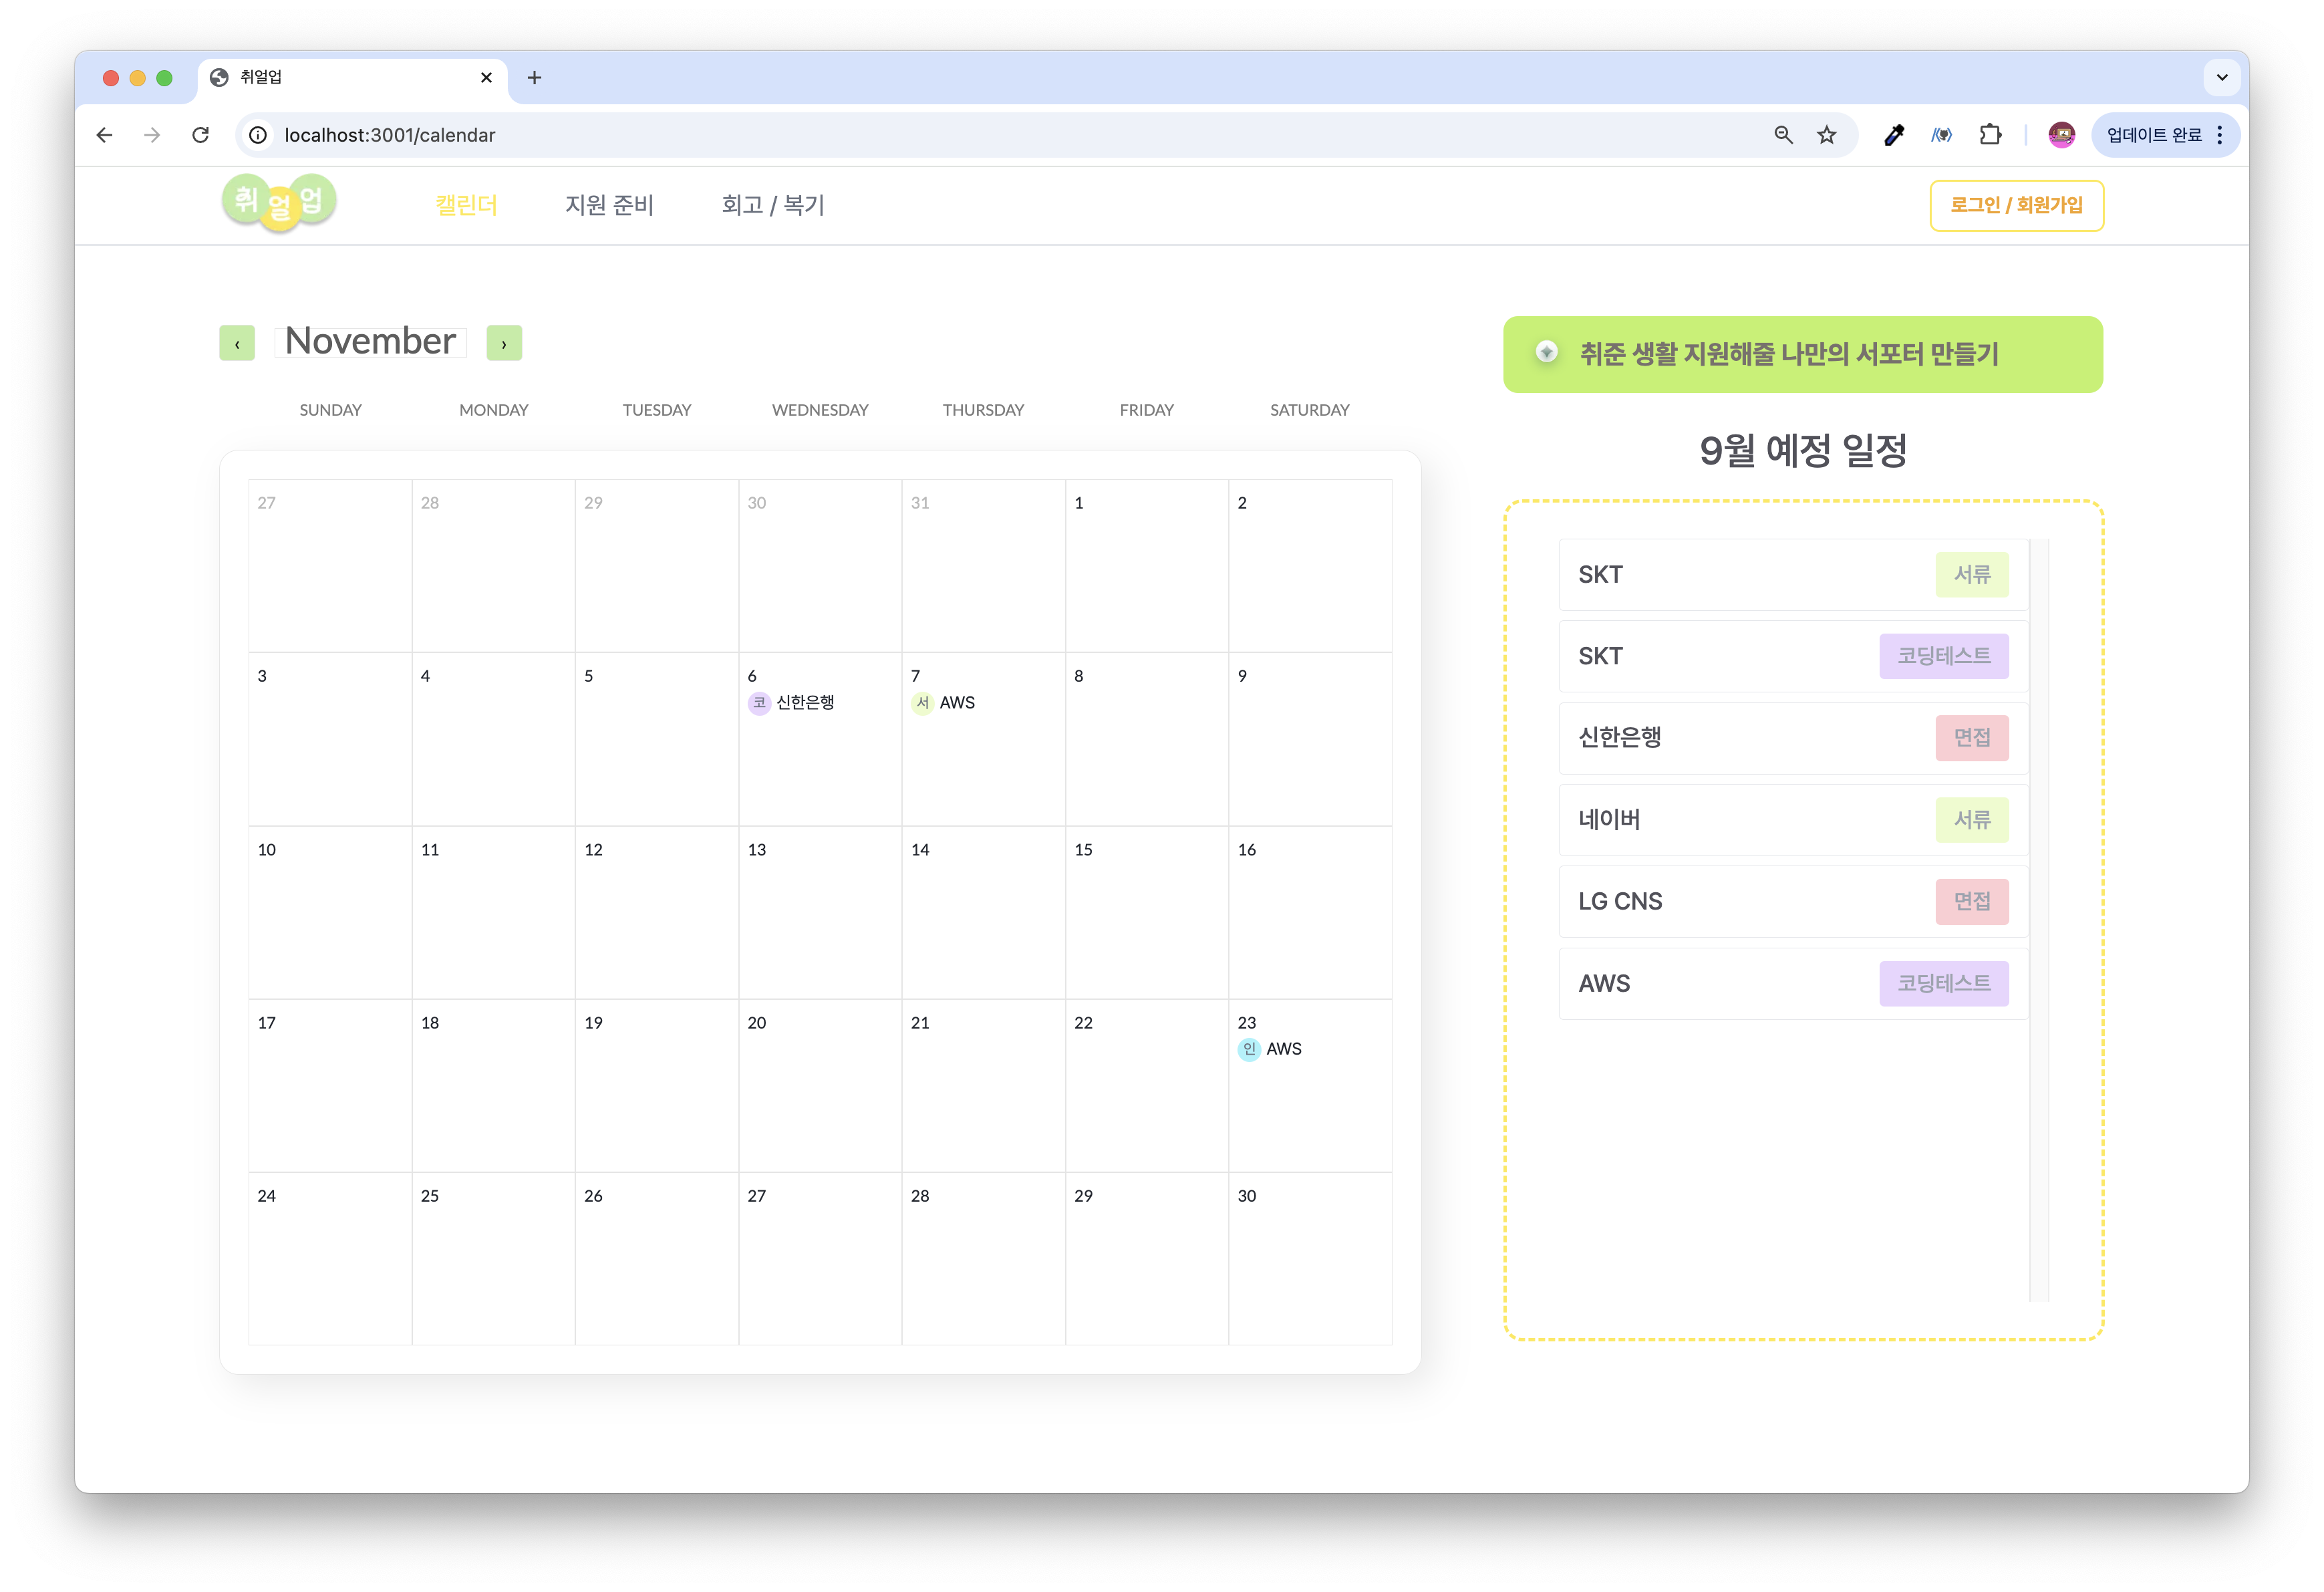 취얼업
localhost:3001/calendar
업데이트 완료
취얼업
캘린더
지원 준비
회고 / 복기
로그인 / 회원가입
‹
November
›
SUNDAY MONDAY TUESDAY WEDNESDAY THURSDAY FRIDAY SATURDAY
27 28 29 30 31 1 2
3 4 5 6 7 8 9
코 신한은행
서 AWS
10 11 12 13 14 15 16
17 18 19 20 21 22 23
인 AWS
24 25 26 27 28 29 30
취준 생활 지원해줄 나만의 서포터 만들기
9월 예정 일정
SKT 서류
SKT 코딩테스트
신한은행 면접
네이버 서류
LG CNS 면접
AWS 코딩테스트